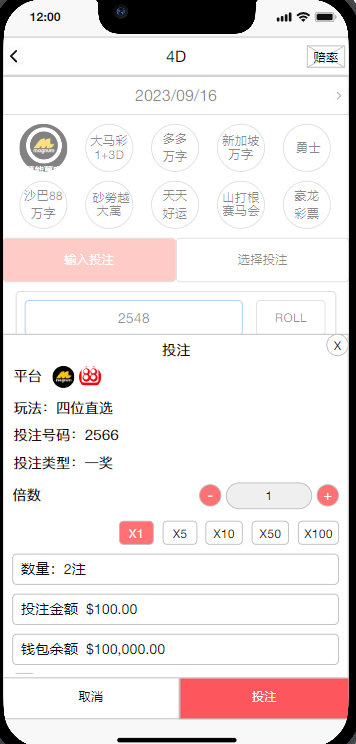 12:00
4D
赔率
2023/09/16
magnum
大马彩
1+3D
多多
万字
新加坡
万字
勇士
沙巴88
万字
砂勞越
大萬
天天
好运
山打根
赛马会
豪龙
彩票
输入投注
选择投注
2548
ROLL
投注
X
平台
magnum
88
玩法：四位直选
投注号码：2566
投注类型：一奖
倍数
-
1
+
X1
X5
X10
X50
X100
数量：2注
投注金额 $100.00
钱包余额 $100,000.00
取消
投注